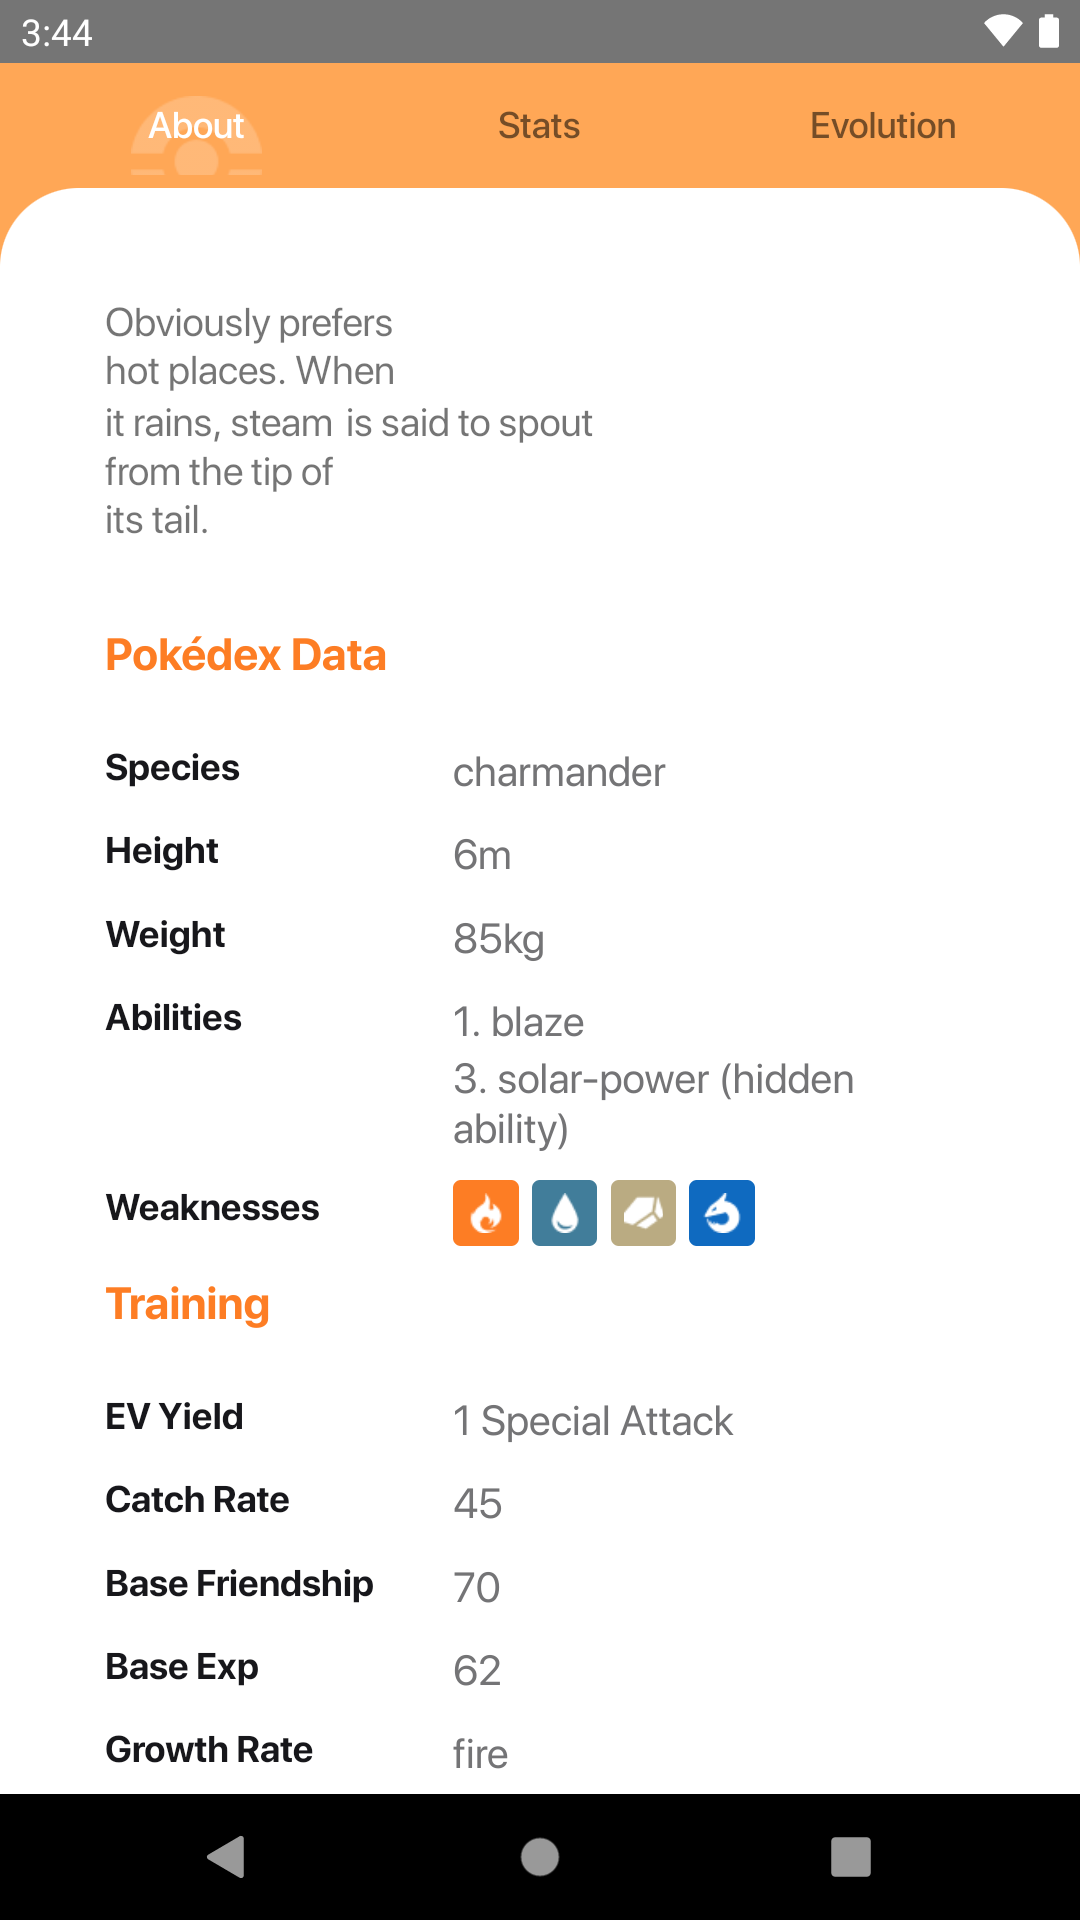 3:44
About Stats Evolution
Obviously prefers
hot places. When
it rains, steam is said to spout
from the tip of
its tail.
Pokédex Data
Species charmander
Height 6m
Weight 85kg
Abilities 1. blaze
3. solar-power (hidden
ability)
Weaknesses
Training
EV Yield 1 Special Attack
Catch Rate 45
Base Friendship 70
Base Exp 62
Growth Rate fire